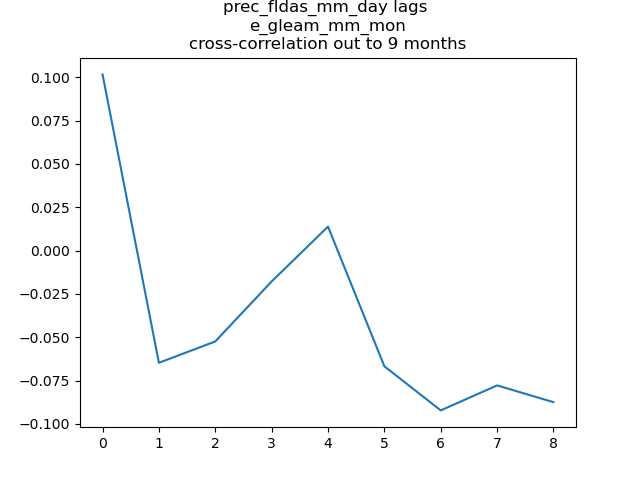 prec_fldas_mm_day lags
e_gleam_mm_mon
cross-correlation out to 9 months
0.100
0.075
0.050
0.025
0.000
−0.025
−0.050
−0.075
−0.100
0 1 2 3 4 5 6 7 8